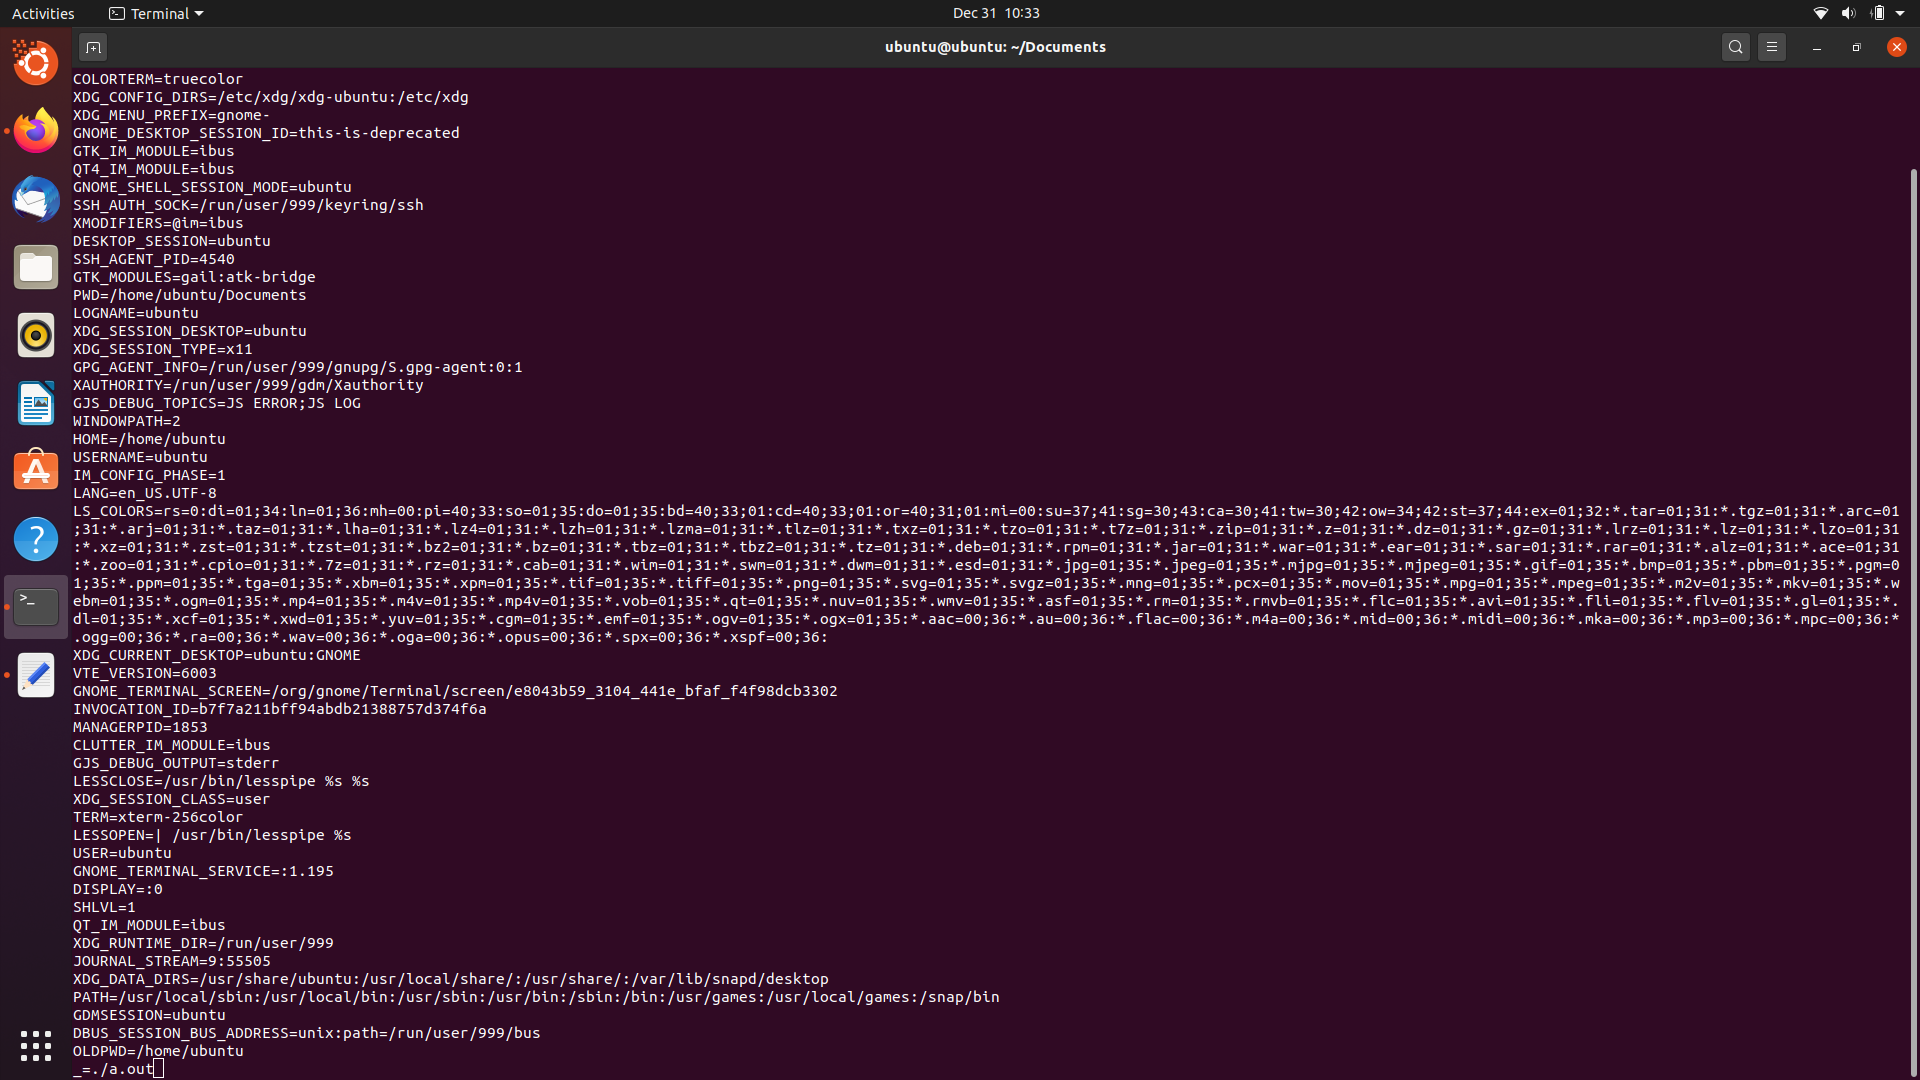 Activities
Terminal
Dec 31 10:33
ubuntu@ubuntu: ~/Documents
COLORTERM=truecolor
XDG_CONFIG_DIRS=/etc/xdg/xdg-ubuntu:/etc/xdg
XDG_MENU_PREFIX=gnome-
GNOME_DESKTOP_SESSION_ID=this-is-deprecated
GTK_IM_MODULE=ibus
QT4_IM_MODULE=ibus
GNOME_SHELL_SESSION_MODE=ubuntu
SSH_AUTH_SOCK=/run/user/999/keyring/ssh
XMODIFIERS=@im=ibus
DESKTOP_SESSION=ubuntu
SSH_AGENT_PID=4540
GTK_MODULES=gail:atk-bridge
PWD=/home/ubuntu/Documents
LOGNAME=ubuntu
XDG_SESSION_DESKTOP=ubuntu
XDG_SESSION_TYPE=x11
GPG_AGENT_INFO=/run/user/999/gnupg/S.gpg-agent:0:1
XAUTHORITY=/run/user/999/gdm/Xauthority
GJS_DEBUG_TOPICS=JS ERROR;JS LOG
WINDOWPATH=2
HOME=/home/ubuntu
USERNAME=ubuntu
IM_CONFIG_PHASE=1
LANG=en_US.UTF-8
LS_COLORS=rs=0:di=01;34:ln=01;36:mh=00:pi=40;33:so=01;35:do=01;35:bd=40;33;01:cd=40;33;01:or=40;31;01:mi=00:su=37;41:sg=30;43:ca=30;41:tw=30;42:ow=34;42:st=37;44:ex=01;32:*.tar=01;31:*.tgz=01;31:*.arc=01
;31:*.arj=01;31:*.taz=01;31:*.lha=01;31:*.lz4=01;31:*.lzh=01;31:*.lzma=01;31:*.tlz=01;31:*.txz=01;31:*.tzo=01;31:*.t7z=01;31:*.zip=01;31:*.z=01;31:*.dz=01;31:*.gz=01;31:*.lrz=01;31:*.lz=01;31:*.lzo=01
;31:*.xz=01;31:*.zst=01;31:*.tzst=01;31:*.bz2=01;31:*.bz=01;31:*.tbz=01;31:*.tbz2=01;31:*.tz=01;31:*.deb=01;31:*.rpm=01;31:*.jar=01;31:*.war=01;31:*.ear=01;31:*.sar=01;31:*.rar=01;31:*.alz=01;31:*.ace=01;31
:*.zoo=01;31:*.cpio=01;31:*.7z=01;31:*.rz=01;31:*.cab=01;31:*.wim=01;31:*.swm=01;31:*.dwm=01;31:*.esd=01;31:*.jpg=01;35:*.jpeg=01;35:*.mjpg=01;35:*.mjpeg=01;35:*.gif=01;35:*.bmp=01;35:*.pbm=01;35:*.pgm=0
1;35:*.ppm=01;35:*.tga=01;35:*.xbm=01;35:*.xpm=01;35:*.tif=01;35:*.tiff=01;35:*.png=01;35:*.svg=01;35:*.svgz=01;35:*.mng=01;35:*.pcx=01;35:*.mov=01;35:*.mpg=01;35:*.mpeg=01;35:*.m2v=01;35:*.mkv=01;35:*.w
ebm=01;35:*.ogm=01;35:*.mp4=01;35:*.m4v=01;35:*.mp4v=01;35:*.vob=01;35:*.qt=01;35:*.nuv=01;35:*.wmv=01;35:*.asf=01;35:*.rm=01;35:*.rmvb=01;35:*.flc=01;35:*.avi=01;35:*.fli=01;35:*.flv=01;35:*.gl=01;35:*.
dl=01;35:*.xcf=01;35:*.xwd=01;35:*.yuv=01;35:*.cgm=01;35:*.emf=01;35:*.ogv=01;35:*.ogx=01;35:*.aac=00;36:*.au=00;36:*.flac=00;36:*.m4a=00;36:*.mid=00;36:*.midi=00;36:*.mka=00;36:*.mp3=00;36:*.mpc=00;36:*
.ogg=00;36:*.ra=00;36:*.wav=00;36:*.oga=00;36:*.opus=00;36:*.spx=00;36:*.xspf=00;36:
XDG_CURRENT_DESKTOP=ubuntu:GNOME
VTE_VERSION=6003
GNOME_TERMINAL_SCREEN=/org/gnome/Terminal/screen/e8043b59_3104_441e_bfaf_f4f98dcb3302
INVOCATION_ID=b7f7a211bff94abdb21388757d374f6a
MANAGERPID=1853
CLUTTER_IM_MODULE=ibus
GJS_DEBUG_OUTPUT=stderr
LESSCLOSE=/usr/bin/lesspipe %s %s
XDG_SESSION_CLASS=user
TERM=xterm-256color
LESSOPEN=| /usr/bin/lesspipe %s
USER=ubuntu
GNOME_TERMINAL_SERVICE=:1.195
DISPLAY=:0
SHLVL=1
QT_IM_MODULE=ibus
XDG_RUNTIME_DIR=/run/user/999
JOURNAL_STREAM=9:55505
XDG_DATA_DIRS=/usr/share/ubuntu:/usr/local/share/:/usr/share/:/var/lib/snapd/desktop
PATH=/usr/local/sbin:/usr/local/bin:/usr/sbin:/usr/bin:/sbin:/bin:/usr/games:/usr/local/games:/snap/bin
GDMSESSION=ubuntu
DBUS_SESSION_BUS_ADDRESS=unix:path=/run/user/999/bus
OLDPWD=/home/ubuntu
_=./a.out